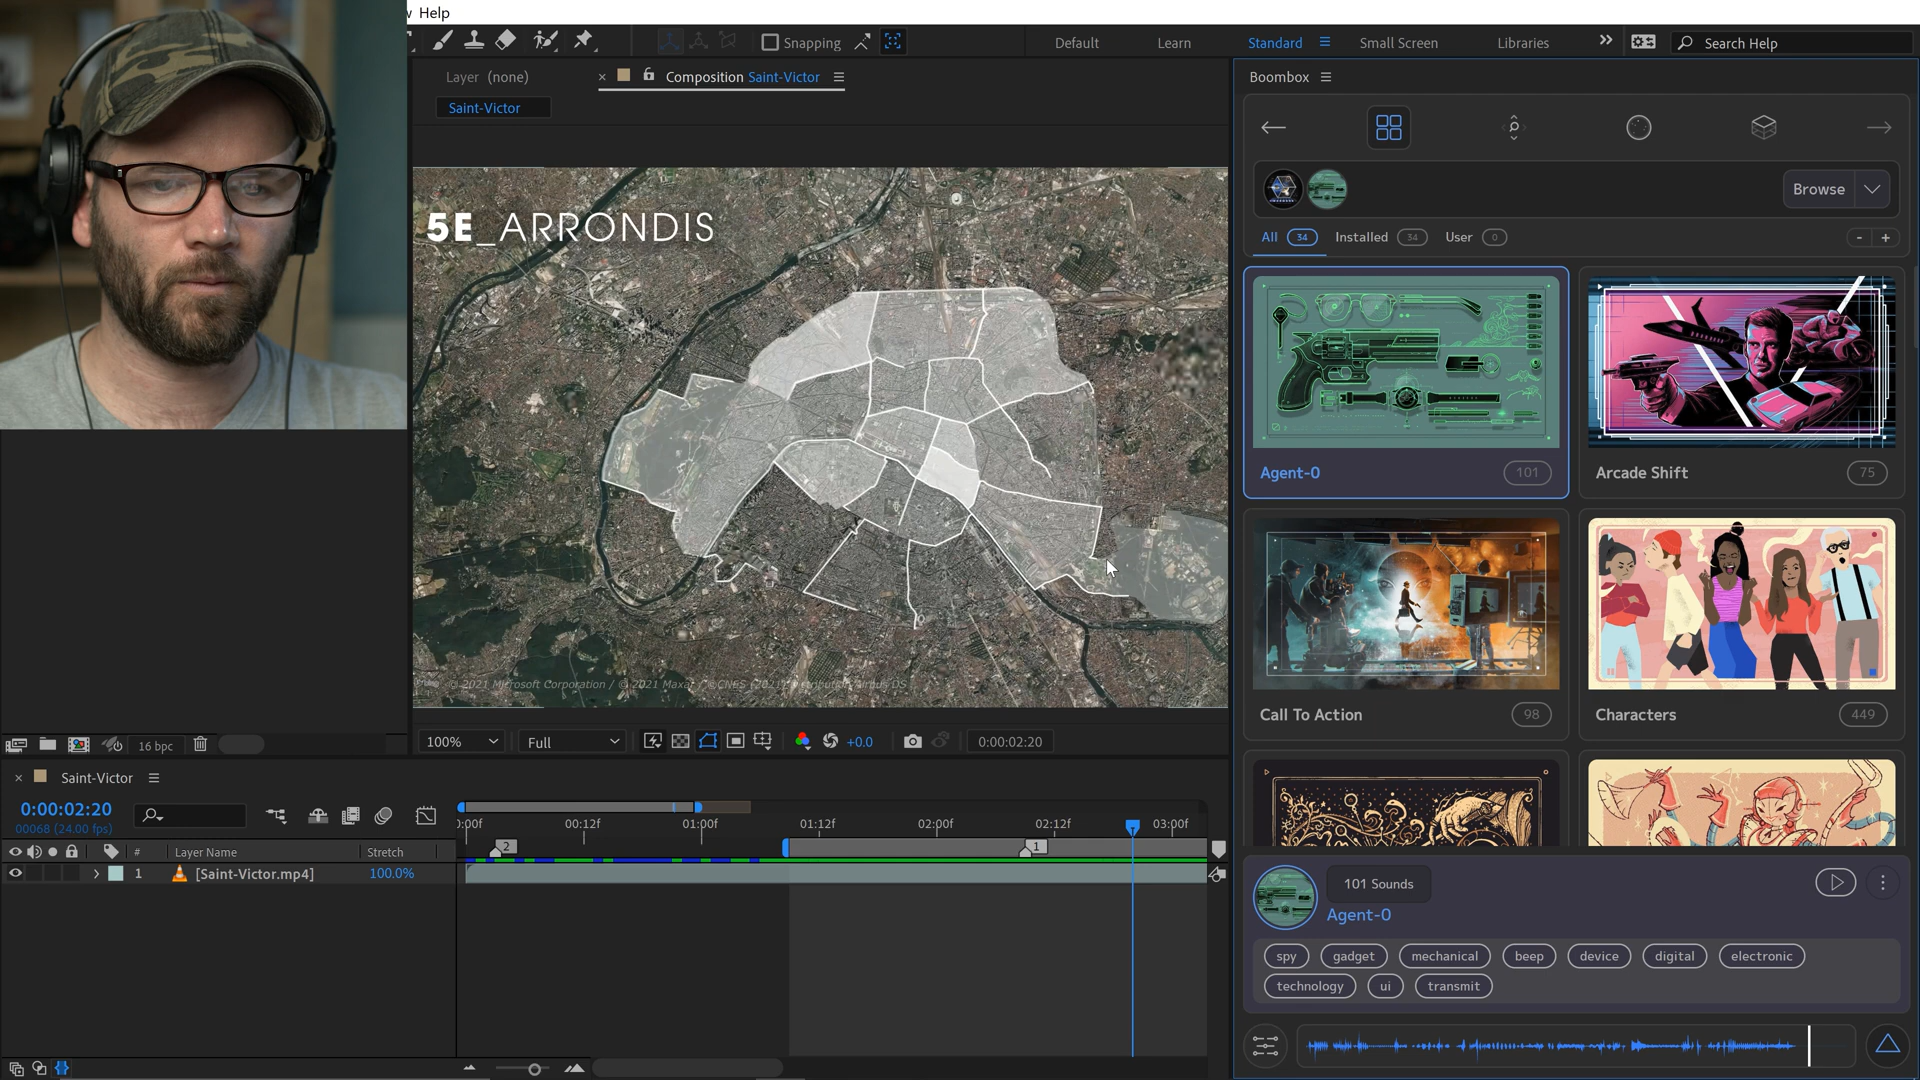 Help
Snapping
Default
Learn
Standard
Small Screen
Libraries
Search Help
Layer (none)
Composition Saint-Victor
Saint-Victor
5E_ARRONDIS
100%
Full
+0.0
0:00:02:20
16 bpc
Boombox
Browse
All 34
Installed 34
User 0
- +
Agent-0 101
Arcade Shift 75
Call To Action 98
Characters 449
101 Sounds
Agent-0
spy
gadget
mechanical
beep
device
digital
electronic
technology
ui
transmit
Saint-Victor
0:00:02:20
00068 (24.00 fps)
# Layer Name Stretch
1 [Saint-Victor.mp4] 100.0%
00:12f
01:00f
01:12f
02:00f
02:12f
03:00f
2
1